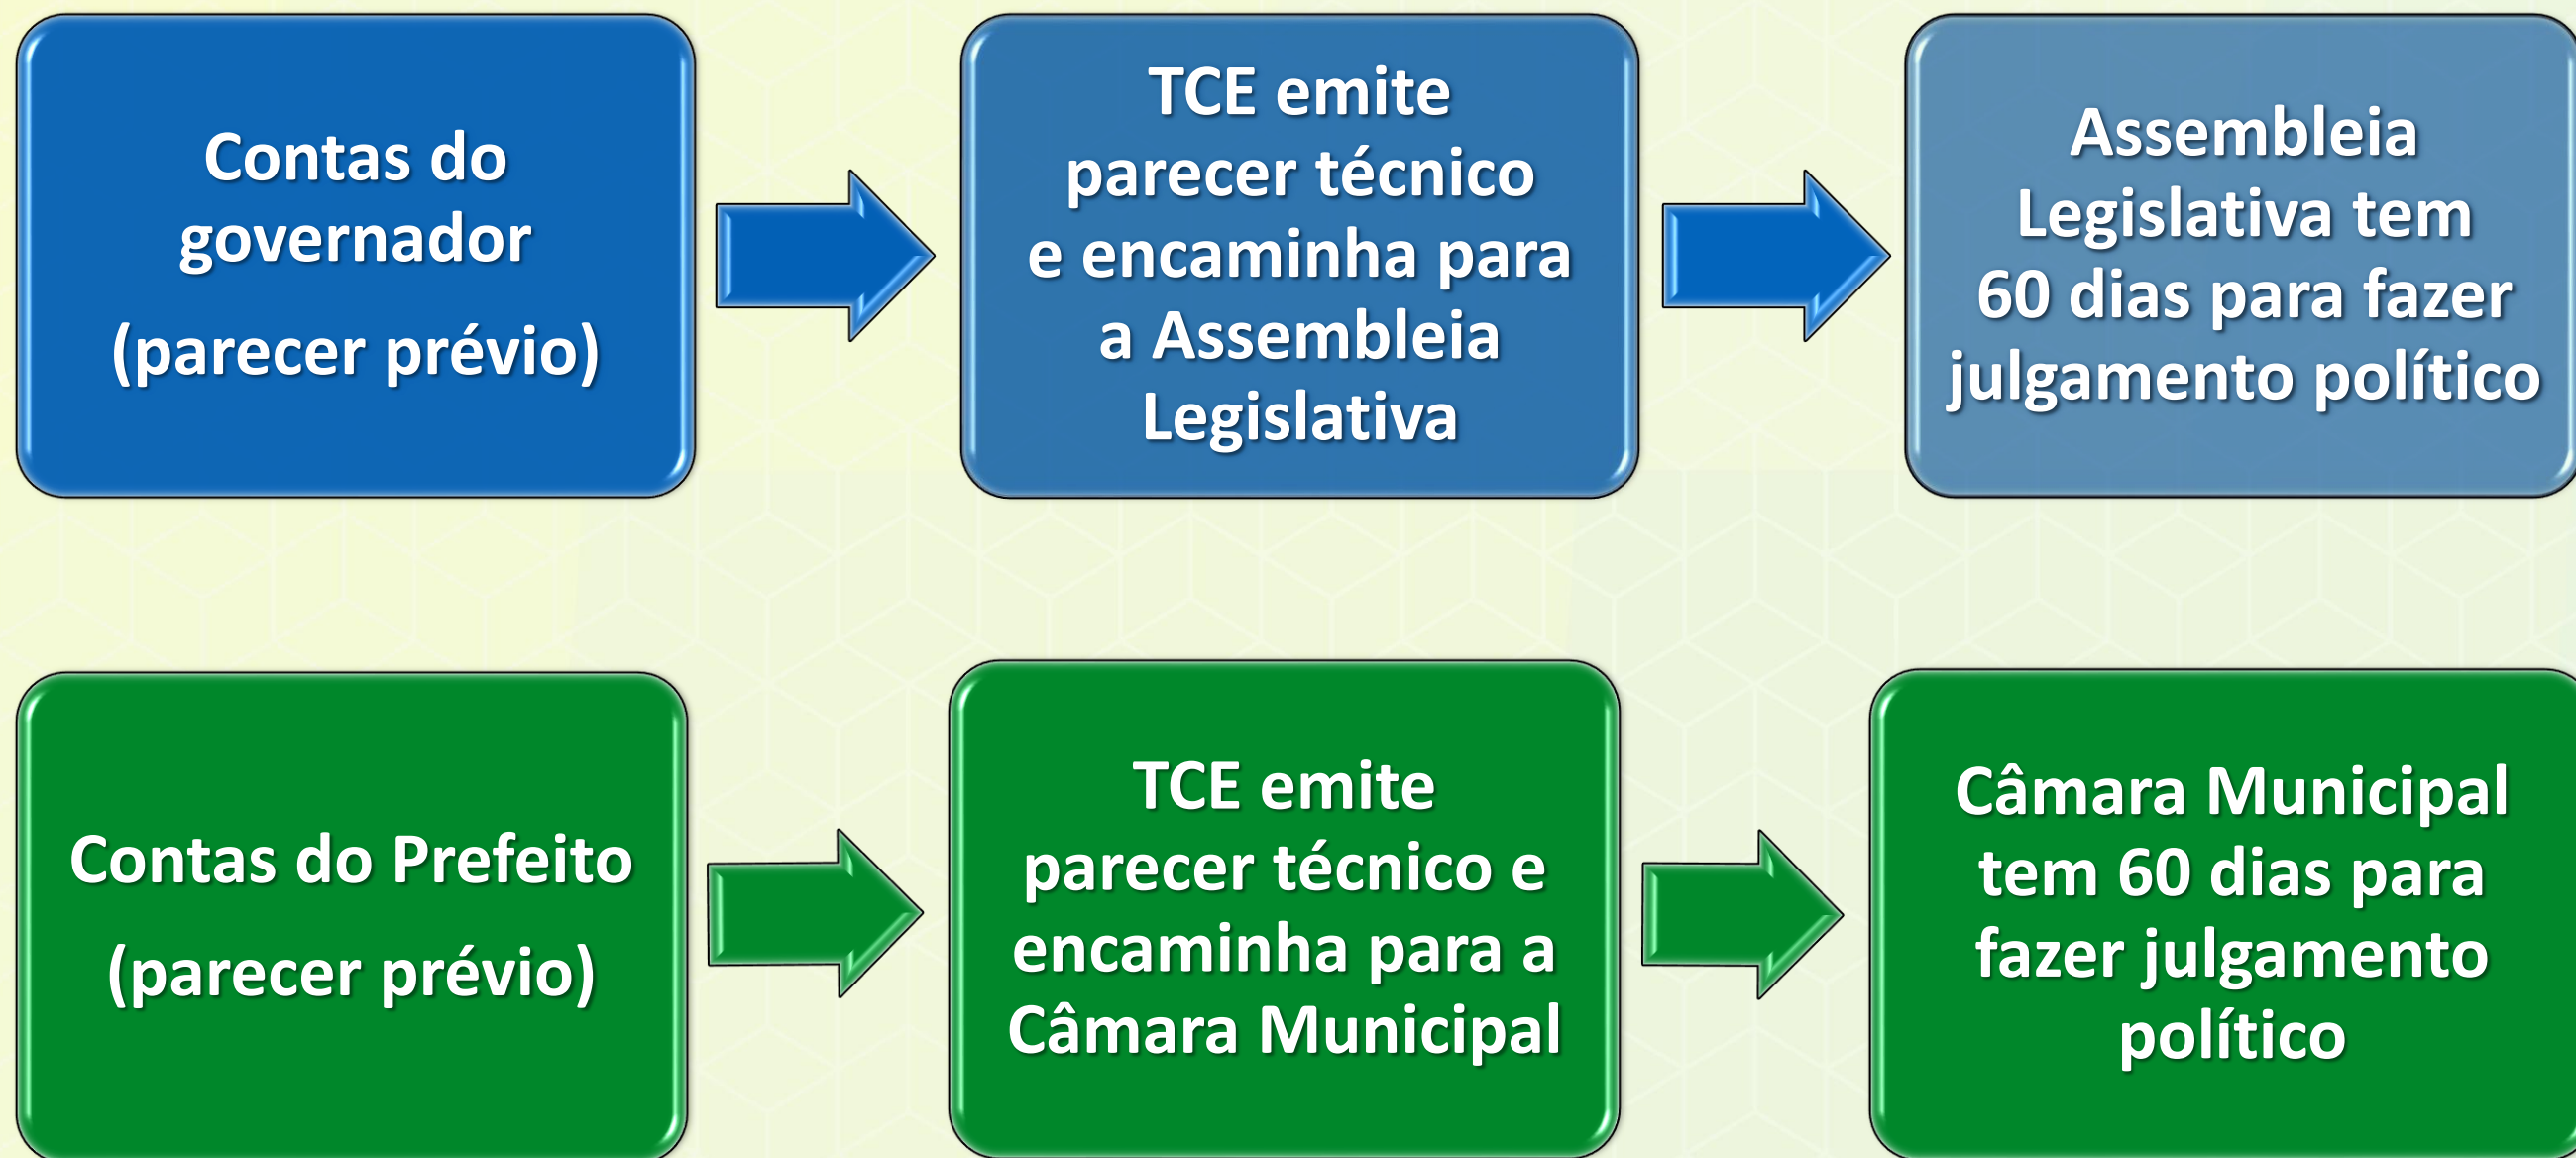 Contas do
governador
(parecer prévio)
TCE emite
parecer técnico
e encaminha para
a Assembleia
Legislativa
Assembleia
Legislativa tem
60 dias para fazer
julgamento político
Contas do Prefeito
(parecer prévio)
TCE emite
parecer técnico e
encaminha para a
Câmara Municipal
Câmara Municipal
tem 60 dias para
fazer julgamento
político